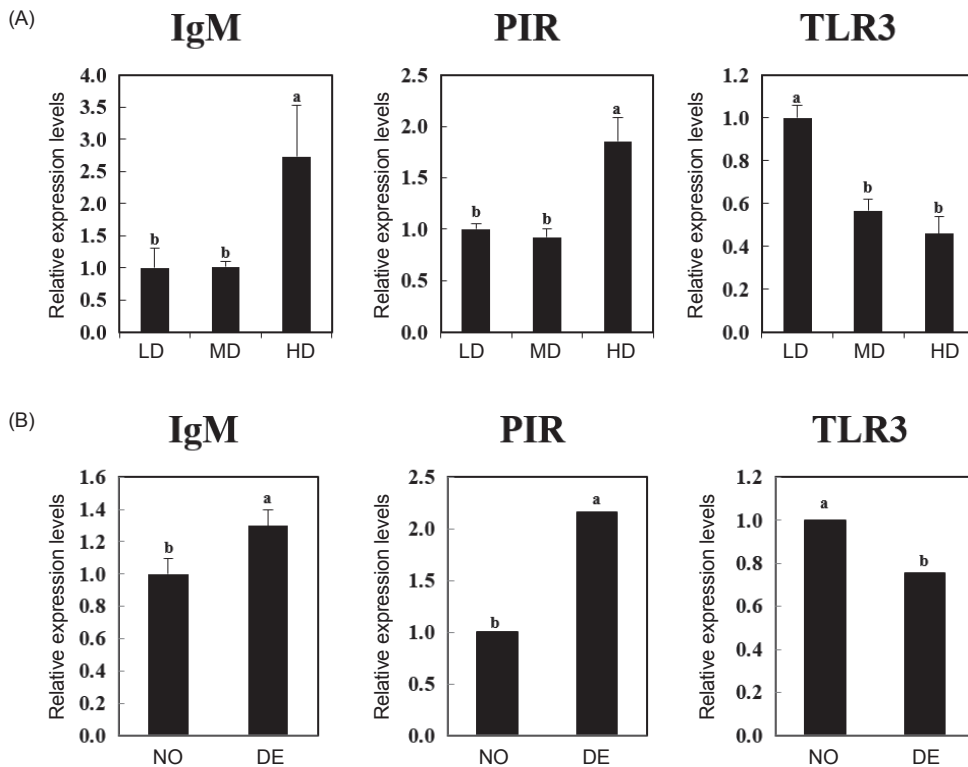 (A)
IgM
PIR
TLR3
Relative expression levels
4.0
3.5
3.0
2.5
2.0
1.5
1.0
0.5
0.0
b
b
a
LD
MD
HD
Relative expression levels
2.5
2.0
1.5
1.0
0.5
0.0
b
b
a
LD
MD
HD
Relative expression levels
1.2
1.0
0.8
0.6
0.4
0.2
0.0
a
b
b
LD
MD
HD
(B)
IgM
PIR
TLR3
Relative expression levels
1.6
1.4
1.2
1.0
0.8
0.6
0.4
0.2
0.0
b
a
NO
DE
Relative expression levels
2.5
2.0
1.5
1.0
0.5
0.0
b
a
NO
DE
Relative expression levels
1.2
1.0
0.8
0.6
0.4
0.2
0.0
a
b
NO
DE